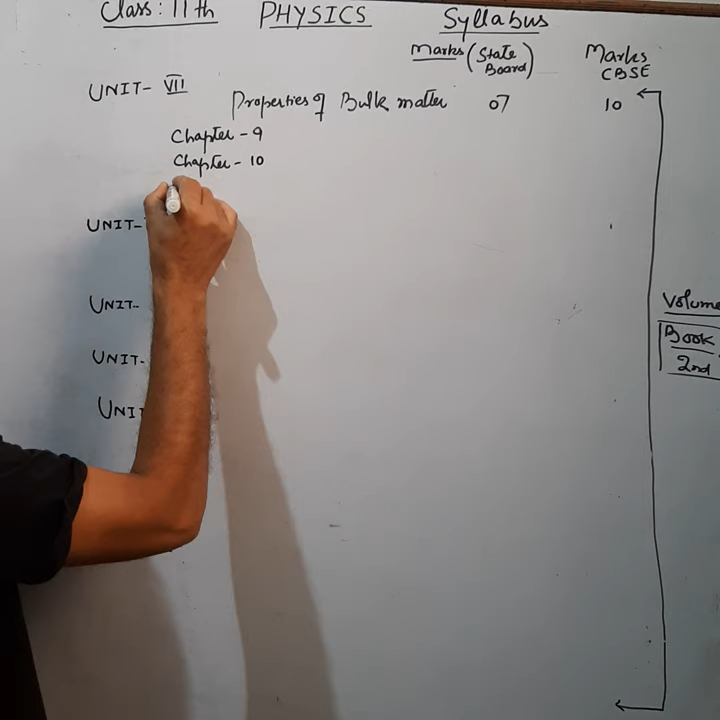 Class: 11th PHYSICS Syllabus
Marks (State Board) Marks CBSE
UNIT- VII
Properties of Bulk matter 07 10
Chapter - 9
Chapter - 10
UNIT-
UNIT-
UNIT-
UNIT
Volume
Book
2nd